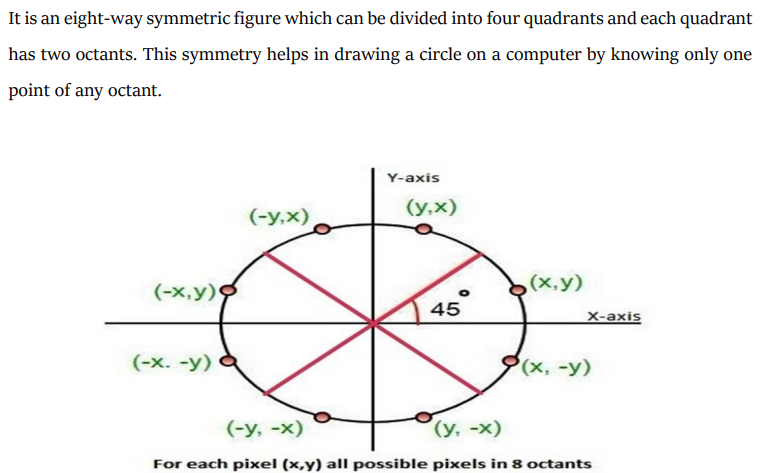 It is an eight-way symmetric figure which can be divided into four quadrants and each quadrant
has two octants. This symmetry helps in drawing a circle on a computer by knowing only one
point of any octant.
Y-axis
(-y,x)
(y,x)
(-x,y)
(x,y)
45°
X-axis
(-x. -y)
(x, -y)
(-y, -x)
(y, -x)
For each pixel (x,y) all possible pixels in 8 octants